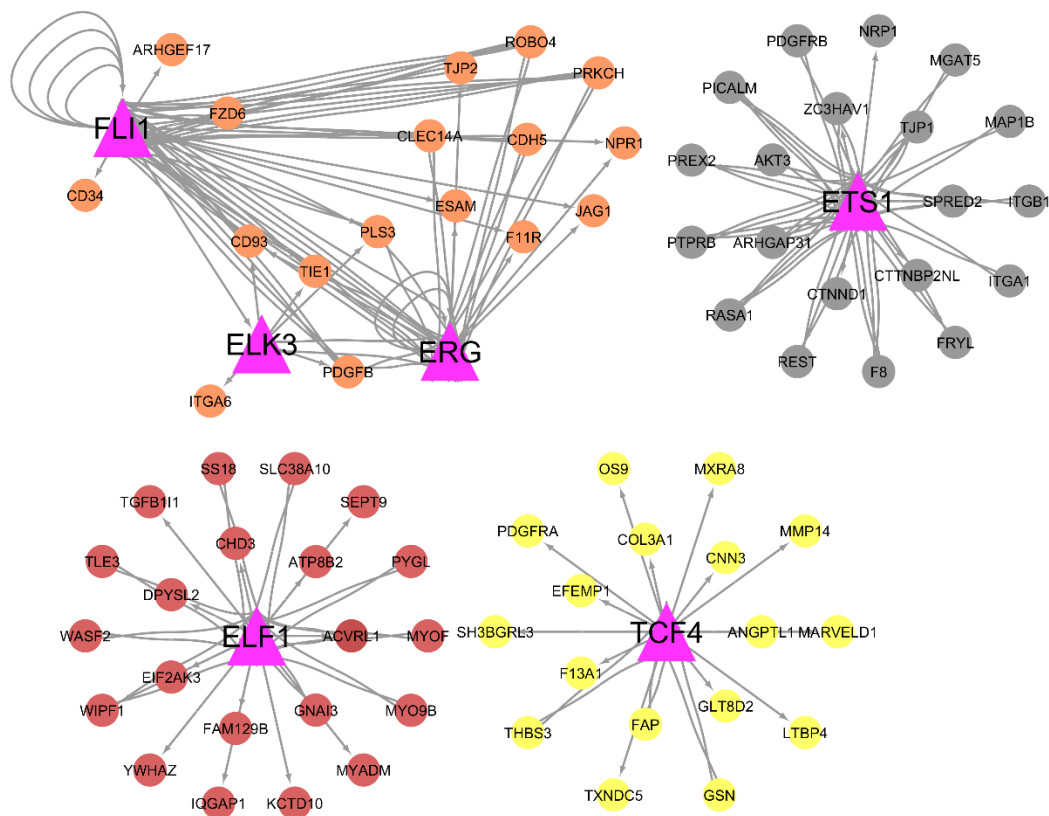 ARHGEF17
ROBO4
TJP2
PRKCH
FZD6
FLI1
CLEC14A
CDH5
NPR1
CD34
ESAM
JAG1
CD93
PLS3
F11R
TIE1
ELK3
ERG
PDGFB
ITGA6
PDGFRB
NRP1
MGAT5
PICALM
ZC3HAV1
TJP1
MAP1B
PREX2
AKT3
ETS1
SPRED2
ITGB1
PTPRB
ARHGAP31
CTTNBP2NL
ITGA1
CTNND1
RASA1
REST
F8
FRYL
SS18
SLC38A10
TGFB1I1
SEPT9
CHD3
ATP8B2
TLE3
PYGL
DPYSL2
WASF2
ELF1
ACVRL1
MYOF
EIF2AK3
WIPF1
GNAI3
MYO9B
FAM129B
YWHAZ
MYADM
IQGAP1
KCTD10
OS9
MXRA8
PDGFRA
COL3A1
MMP14
CNN3
EFEMP1
SH3BGRL3
TCF4
ANGPTL1
MARVELD1
F13A1
GLT8D2
THBS3
FAP
LTBP4
TXNDC5
GSN